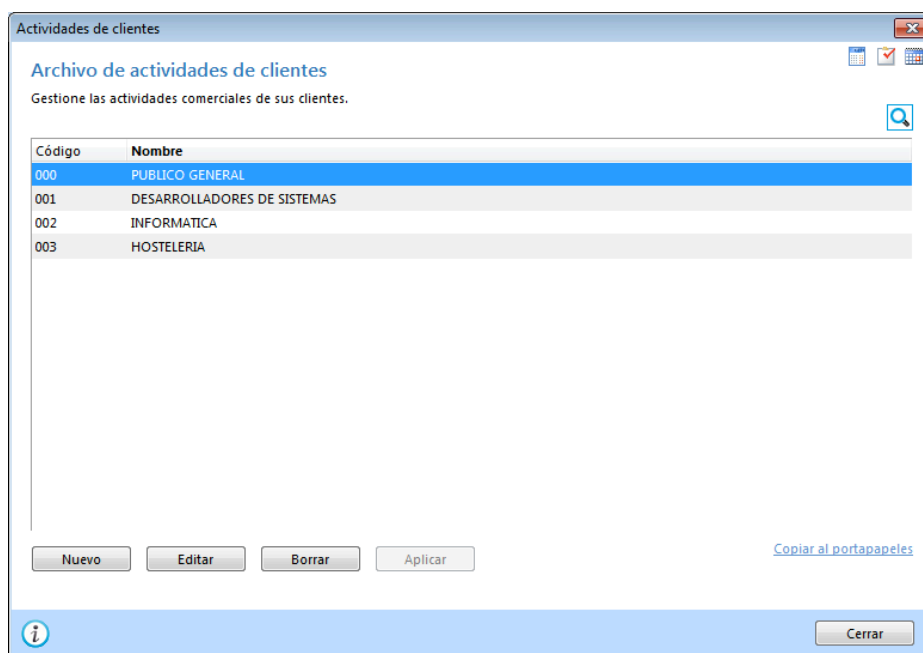 Actividades de clientes
Archivo de actividades de clientes
Gestione las actividades comerciales de sus clientes.
Código Nombre
000 PUBLICO GENERAL
001 DESARROLLADORES DE SISTEMAS
002 INFORMATICA
003 HOSTELERIA
Nuevo Editar Borrar Aplicar Copiar al portapapeles
Cerrar